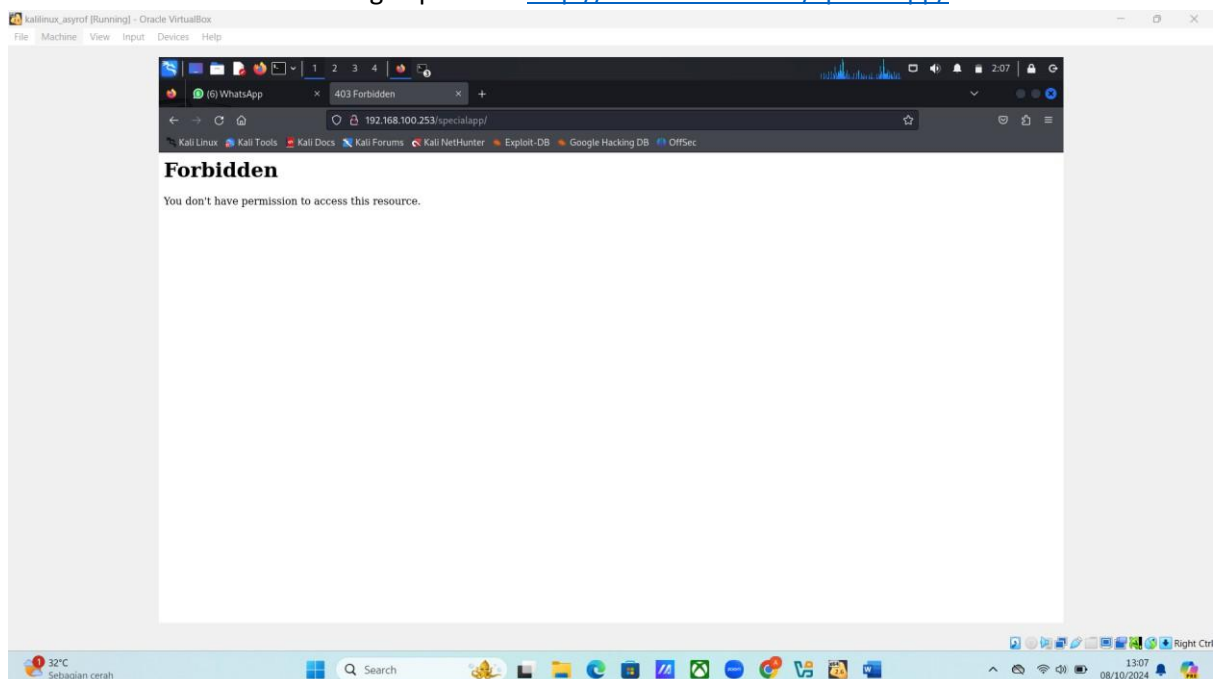 kalilinux_asyrof [Running] - Oracle VirtualBox
File Machine View Input Devices Help
1 2 3 4
2:07
(6) WhatsApp × 403 Forbidden × +
192.168.100.253/specialapp/
Kali Linux Kali Tools Kali Docs Kali Forums Kali NetHunter Exploit-DB Google Hacking DB OffSec
Forbidden
You don't have permission to access this resource.
Right Ctrl
32°C
Sebagian cerah
Search
13:07
08/10/2024